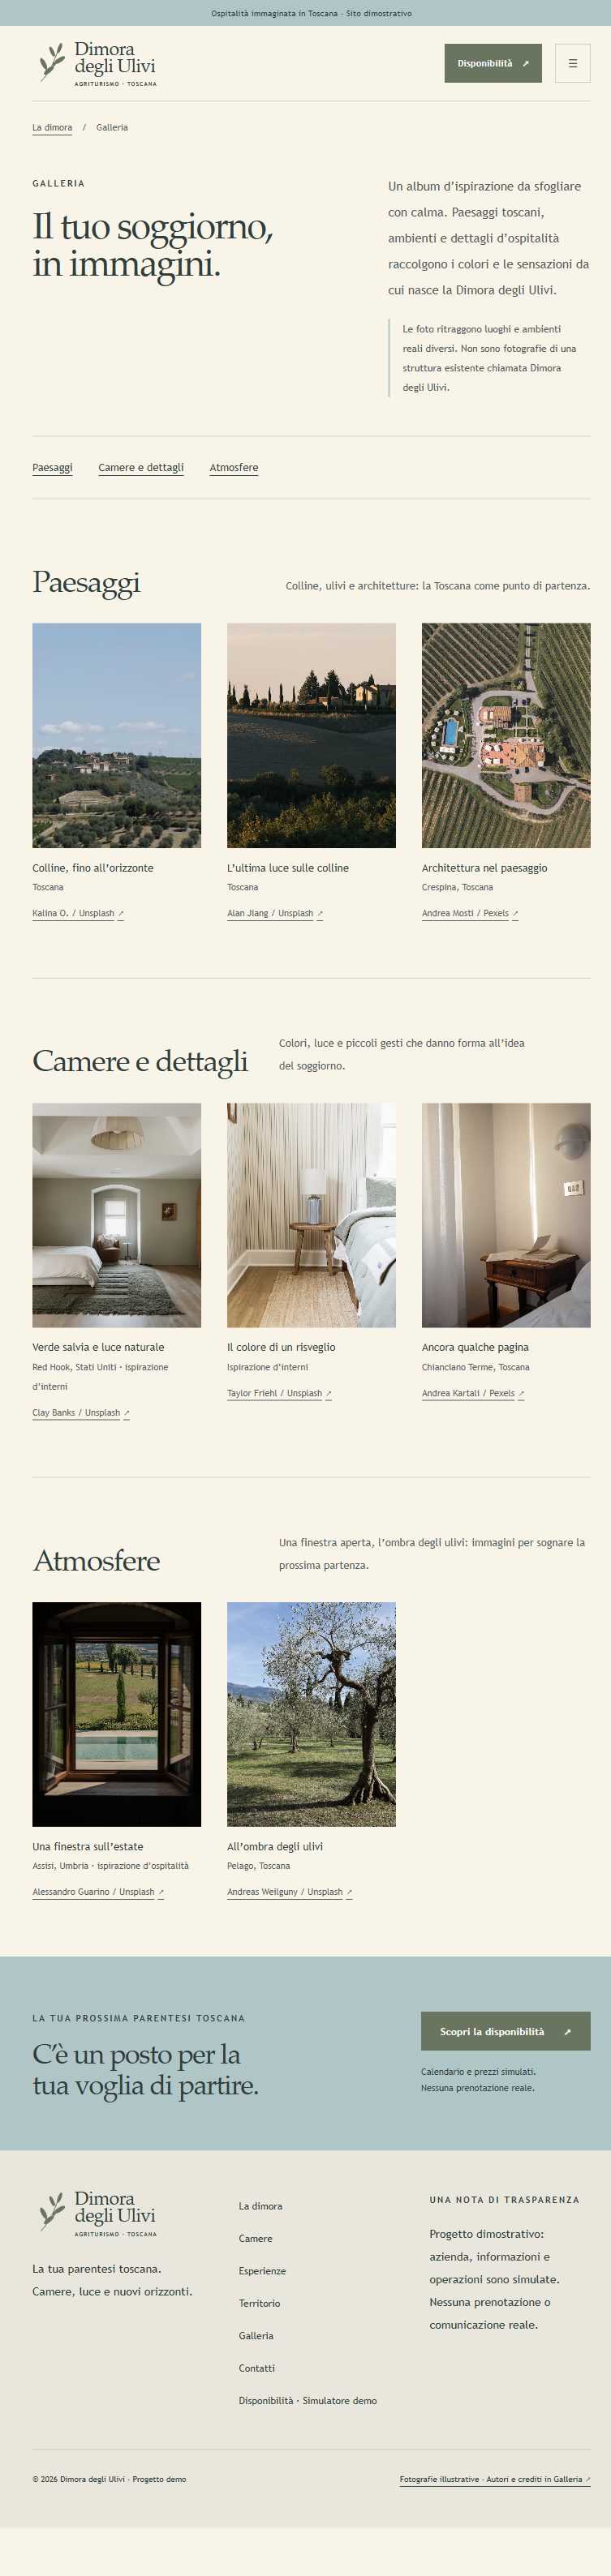 Ospitalità immaginata in Toscana · Sito dimostrativo
Dimora
degli Ulivi
AGRITURISMO · TOSCANA
Disponibilità ↗
☰
La dimora / Galleria
GALLERIA
Il tuo soggiorno,
in immagini.
Un album d’ispirazione da sfogliare
con calma. Paesaggi toscani,
ambienti e dettagli d’ospitalità
raccolgono i colori e le sensazioni da
cui nasce la Dimora degli Ulivi.
Le foto ritraggono luoghi e ambienti
reali diversi. Non sono fotografie di una
struttura esistente chiamata Dimora
degli Ulivi.
Paesaggi Camere e dettagli Atmosfere
Paesaggi
Colline, ulivi e architetture: la Toscana come punto di partenza.
Colline, fino all’orizzonte
Toscana
Kalina O. / Unsplash ↗
L’ultima luce sulle colline
Toscana
Alan Jiang / Unsplash ↗
Architettura nel paesaggio
Crespina, Toscana
Andrea Mosti / Pexels ↗
Camere e dettagli
Colori, luce e piccoli gesti che danno forma all’idea
del soggiorno.
Verde salvia e luce naturale
Red Hook, Stati Uniti · ispirazione
d’interni
Clay Banks / Unsplash ↗
Il colore di un risveglio
Ispirazione d’interni
Taylor Friehl / Unsplash ↗
Ancora qualche pagina
Chianciano Terme, Toscana
Andrea Kartali / Pexels ↗
Atmosfere
Una finestra aperta, l’ombra degli ulivi: immagini per sognare la
prossima partenza.
Una finestra sull’estate
Assisi, Umbria · ispirazione d’ospitalità
Alessandro Guarino / Unsplash ↗
All’ombra degli ulivi
Pelago, Toscana
Andreas Weilguny / Unsplash ↗
LA TUA PROSSIMA PARENTESI TOSCANA
C’è un posto per la
tua voglia di partire.
Scopri la disponibilità ↗
Calendario e prezzi simulati.
Nessuna prenotazione reale.
Dimora
degli Ulivi
AGRITURISMO · TOSCANA
La tua parentesi toscana.
Camere, luce e nuovi orizzonti.
La dimora
Camere
Esperienze
Territorio
Galleria
Contatti
Disponibilità · Simulatore demo
UNA NOTA DI TRASPARENZA
Progetto dimostrativo:
azienda, informazioni e
operazioni sono simulate.
Nessuna prenotazione o
comunicazione reale.
© 2026 Dimora degli Ulivi · Progetto demo
Fotografie illustrative · Autori e crediti in Galleria ↗